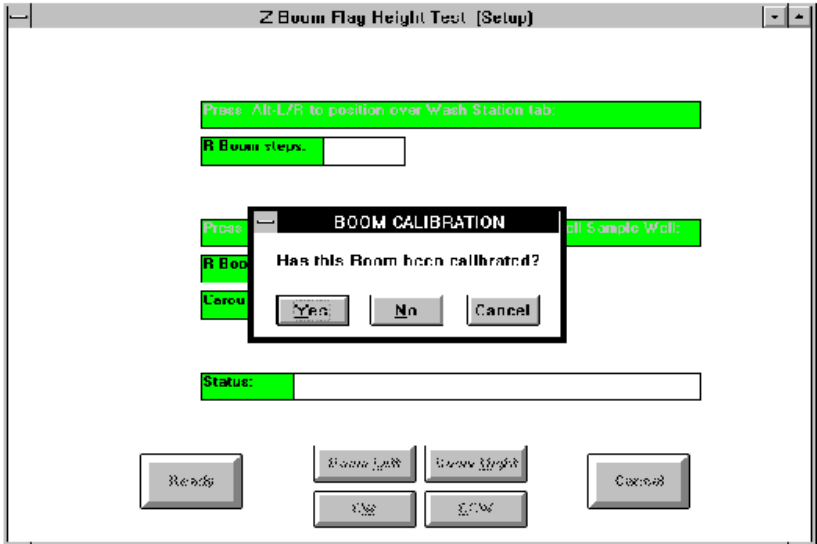 Z Boom Flag Height Test (Setup)
Press Alt-L/R to position over Wash Station tab:
R Boom steps:
Press
ell Sample Well:
BOOM CALIBRATION
Has this Boom been calibrated?
R Boo
Carou
Yes
No
Cancel
Status:
Boom Left
Boom Right
Ready
Cancel
CW
CCW